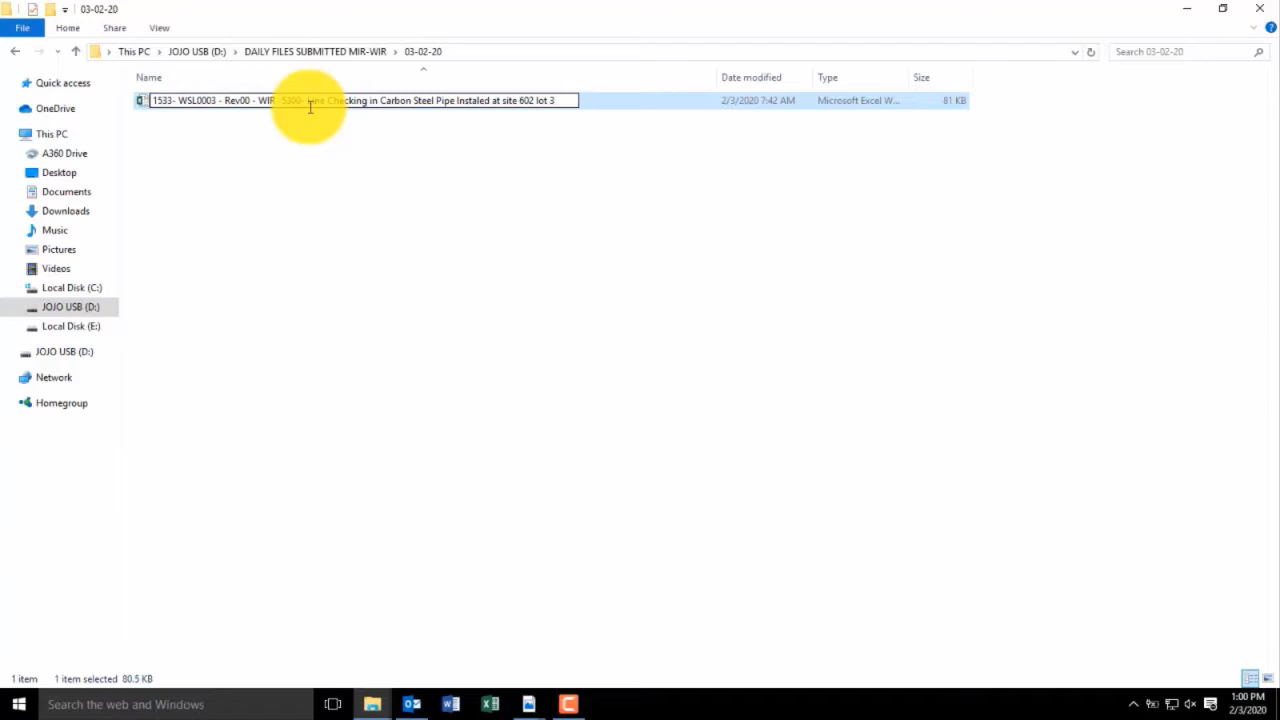 03-02-20
File Home Share View
This PC JOJO USB (D:) DAILY FILES SUBMITTED MIR-WIR 03-02-20 Search 03-02-20
Name Date modified Type Size
1533- WSL0003 - Rev00 - WIR 5300- Line Checking in Carbon Steel Pipe Instaled at site 602 lot 3 2/3/2020 7:42 AM Microsoft Excel W... 81 KB
Quick access
OneDrive
This PC
A360 Drive
Desktop
Documents
Downloads
Music
Pictures
Videos
Local Disk (C:)
JOJO USB (D:)
Local Disk (E:)
JOJO USB (D:)
Network
Homegroup
1 item 1 item selected 80.5 KB
Search the web and Windows
1:00 PM
2/3/2020